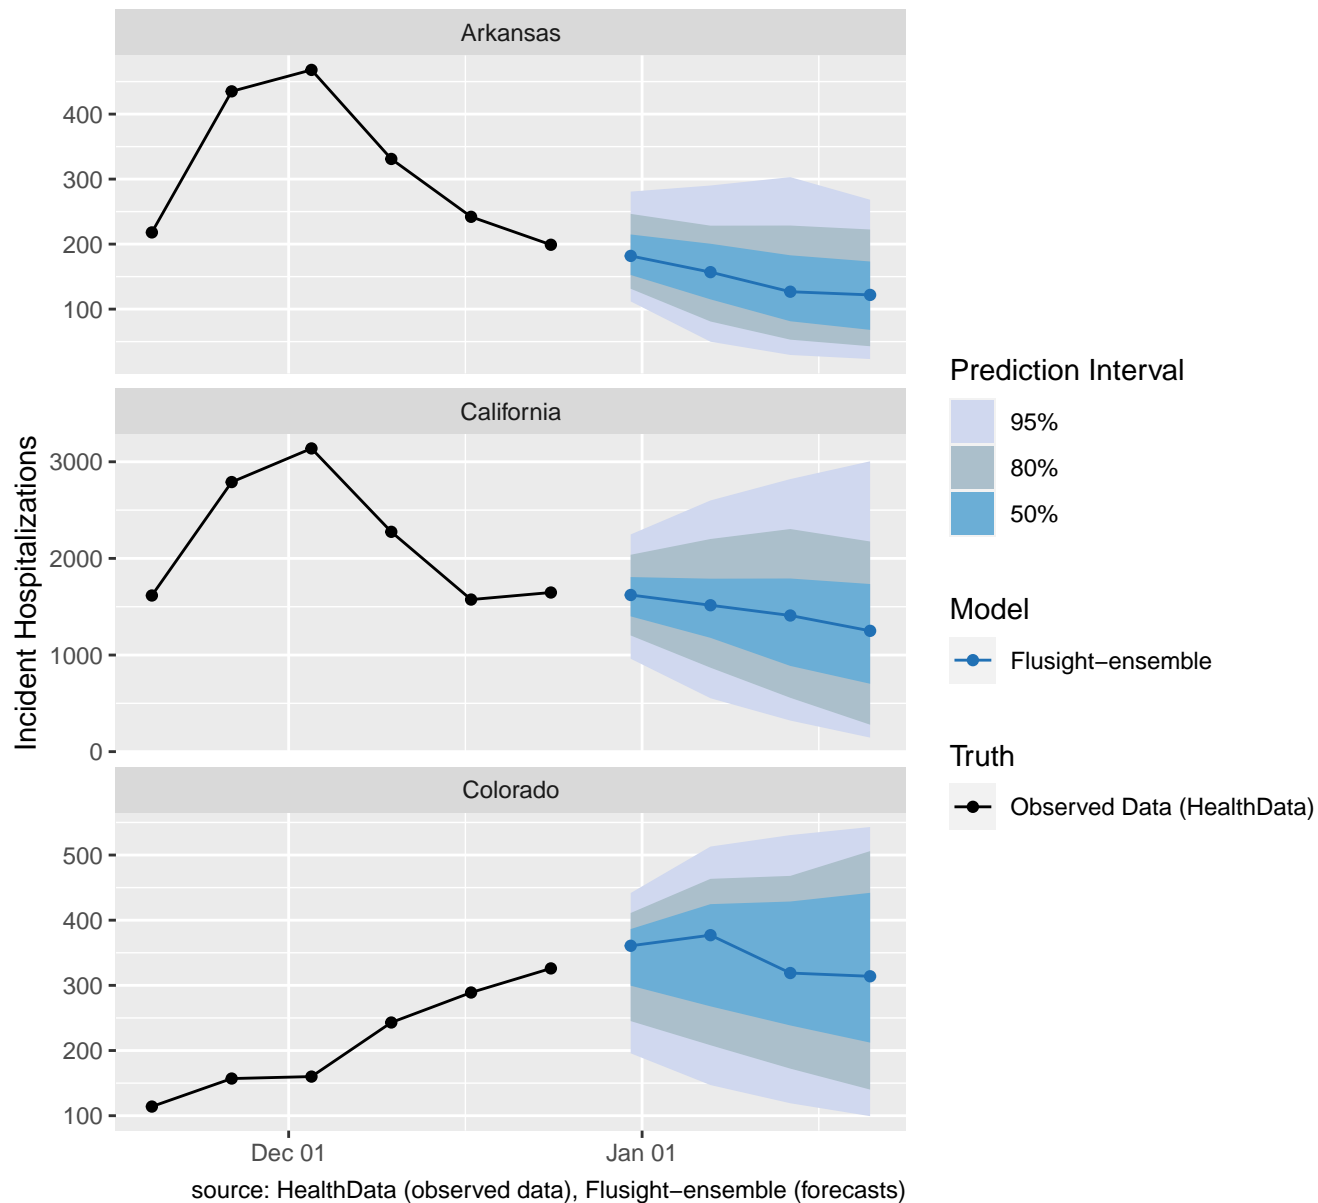 Arkansas
400
300
200
100
California
3000
2000
1000
0
Colorado
500
400
300
200
100
Dec 01
Jan 01
Incident Hospitalizations
source: HealthData (observed data), Flusight−ensemble (forecasts)
Prediction Interval
95%
80%
50%
Model
Flusight−ensemble
Truth
Observed Data (HealthData)